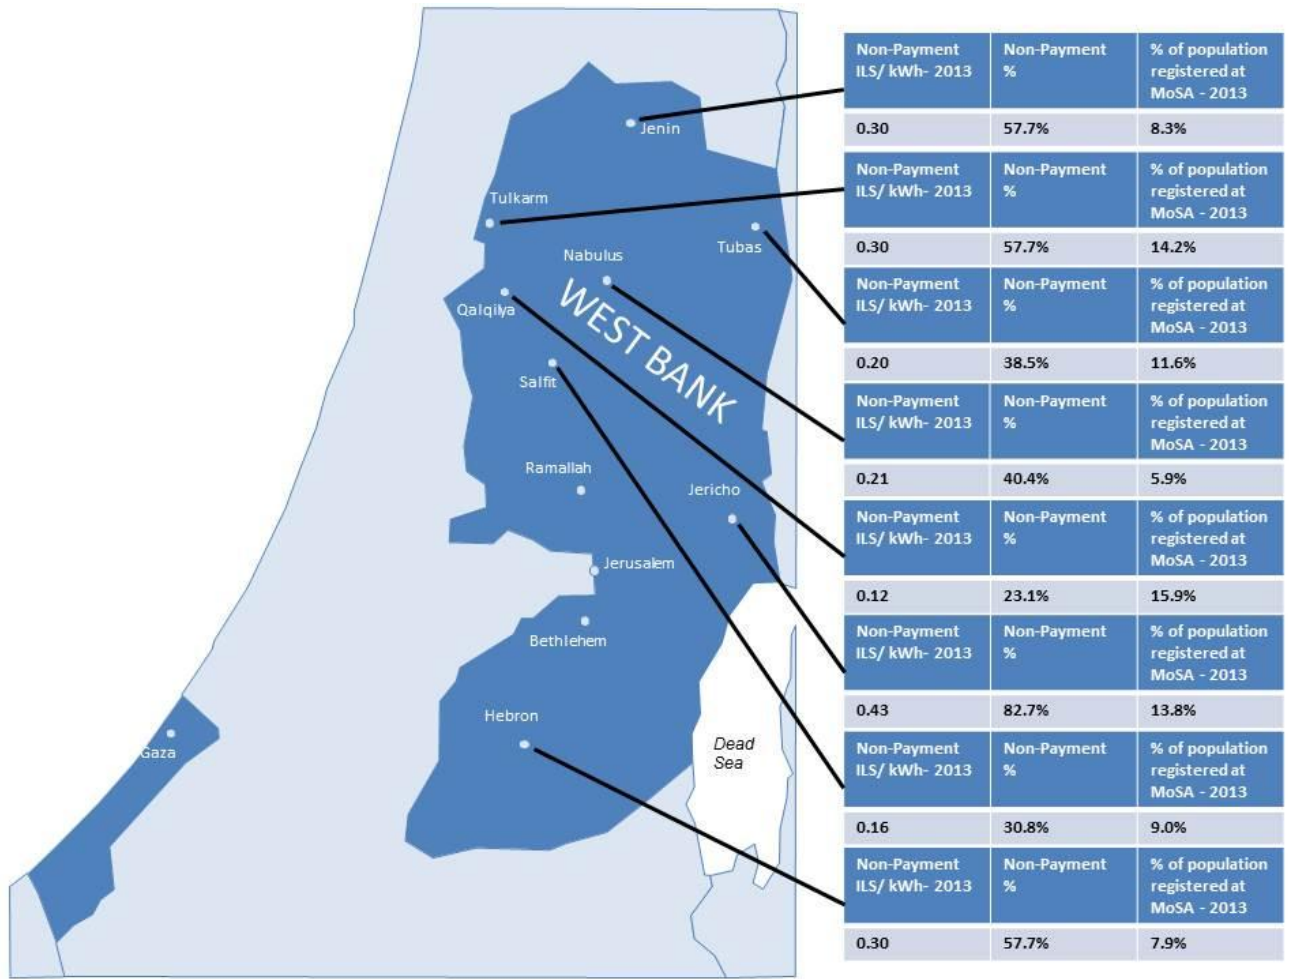 Jenin
Tulkarm
Tubas
Nabulus
Qalqilya
WEST BANK
Salfit
Ramallah
Jericho
Jerusalem
Bethlehem
Hebron
Gaza
Dead
Sea
Non-Payment Non-Payment % of population
ILS/ kWh- 2013 % registered at
MoSA - 2013
0.30 57.7% 8.3%
Non-Payment Non-Payment % of population
ILS/ kWh- 2013 % registered at
MoSA - 2013
0.30 57.7% 14.2%
Non-Payment Non-Payment % of population
ILS/ kWh- 2013 % registered at
MoSA - 2013
0.20 38.5% 11.6%
Non-Payment Non-Payment % of population
ILS/ kWh- 2013 % registered at
MoSA - 2013
0.21 40.4% 5.9%
Non-Payment Non-Payment % of population
ILS/ kWh- 2013 % registered at
MoSA - 2013
0.12 23.1% 15.9%
Non-Payment Non-Payment % of population
ILS/ kWh- 2013 % registered at
MoSA - 2013
0.43 82.7% 13.8%
Non-Payment Non-Payment % of population
ILS/ kWh- 2013 % registered at
MoSA - 2013
0.16 30.8% 9.0%
Non-Payment Non-Payment % of population
ILS/ kWh- 2013 % registered at
MoSA - 2013
0.30 57.7% 7.9%